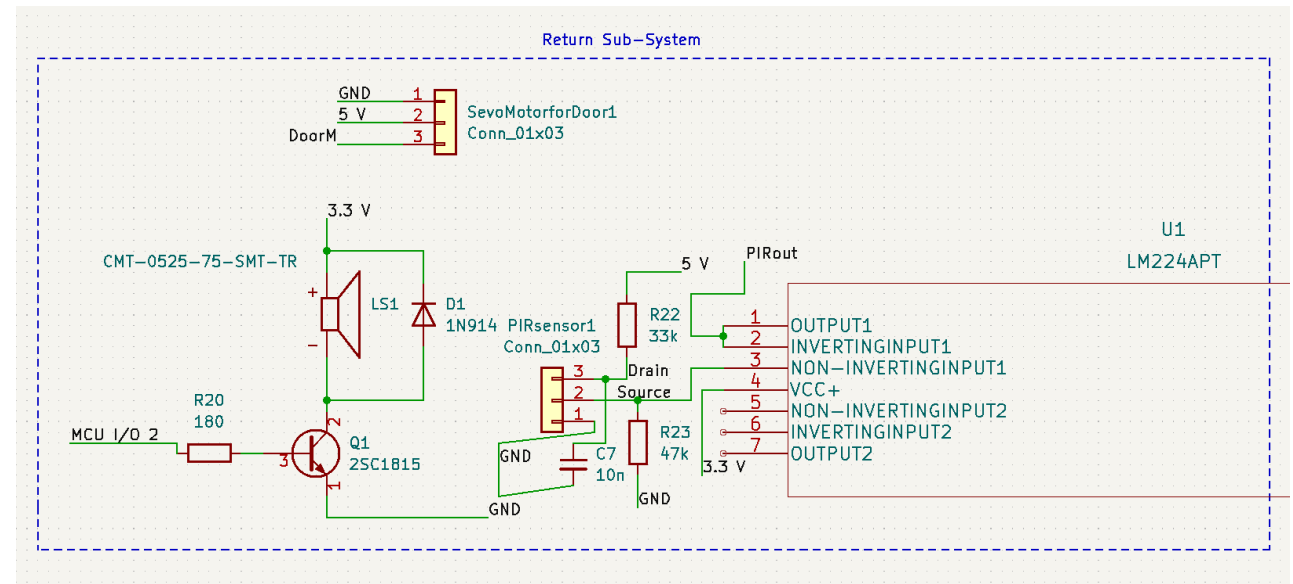 Return Sub-System
GND 1
5 V 2
DoorM 3
SevoMotorforDoor1
Conn_01x03
3.3 V
CMT-0525-75-SMT-TR
+
-
LS1
D1
1N914
R20
180
MCU I/O 2
3
2
1
Q1
2SC1815
GND
PIRsensor1
Conn_01x03
3
2
1
Drain
Source
5 V
R22
33k
GND
C7
10n
GND
R23
47k
GND
PIRout
U1
LM224APT
1 OUTPUT1
2 INVERTINGINPUT1
3 NON-INVERTINGINPUT1
4 VCC+
5 NON-INVERTINGINPUT2
6 INVERTINGINPUT2
7 OUTPUT2
3.3 V